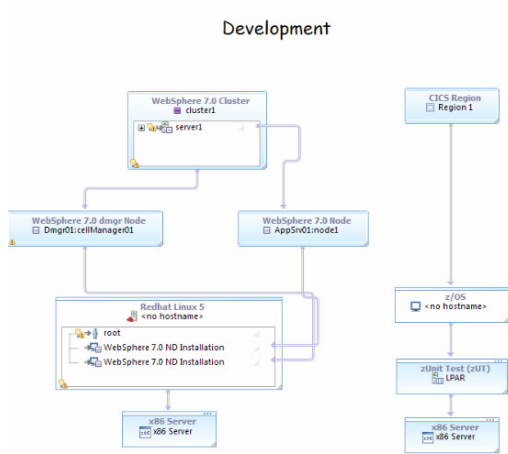 Development
WebSphere 7.0 Cluster
cluster1
server1
CICS Region
Region 1
WebSphere 7.0 dmgr Node
Dmgr01:cellManager01
WebSphere 7.0 Node
AppSrv01:node1
Redhat Linux 5
<no hostname>
root
WebSphere 7.0 ND Installation
WebSphere 7.0 ND Installation
z/OS
<no hostname>
zUnit Test (zUT)
LPAR
x86 Server
x86 Server
x86 Server
x86 Server